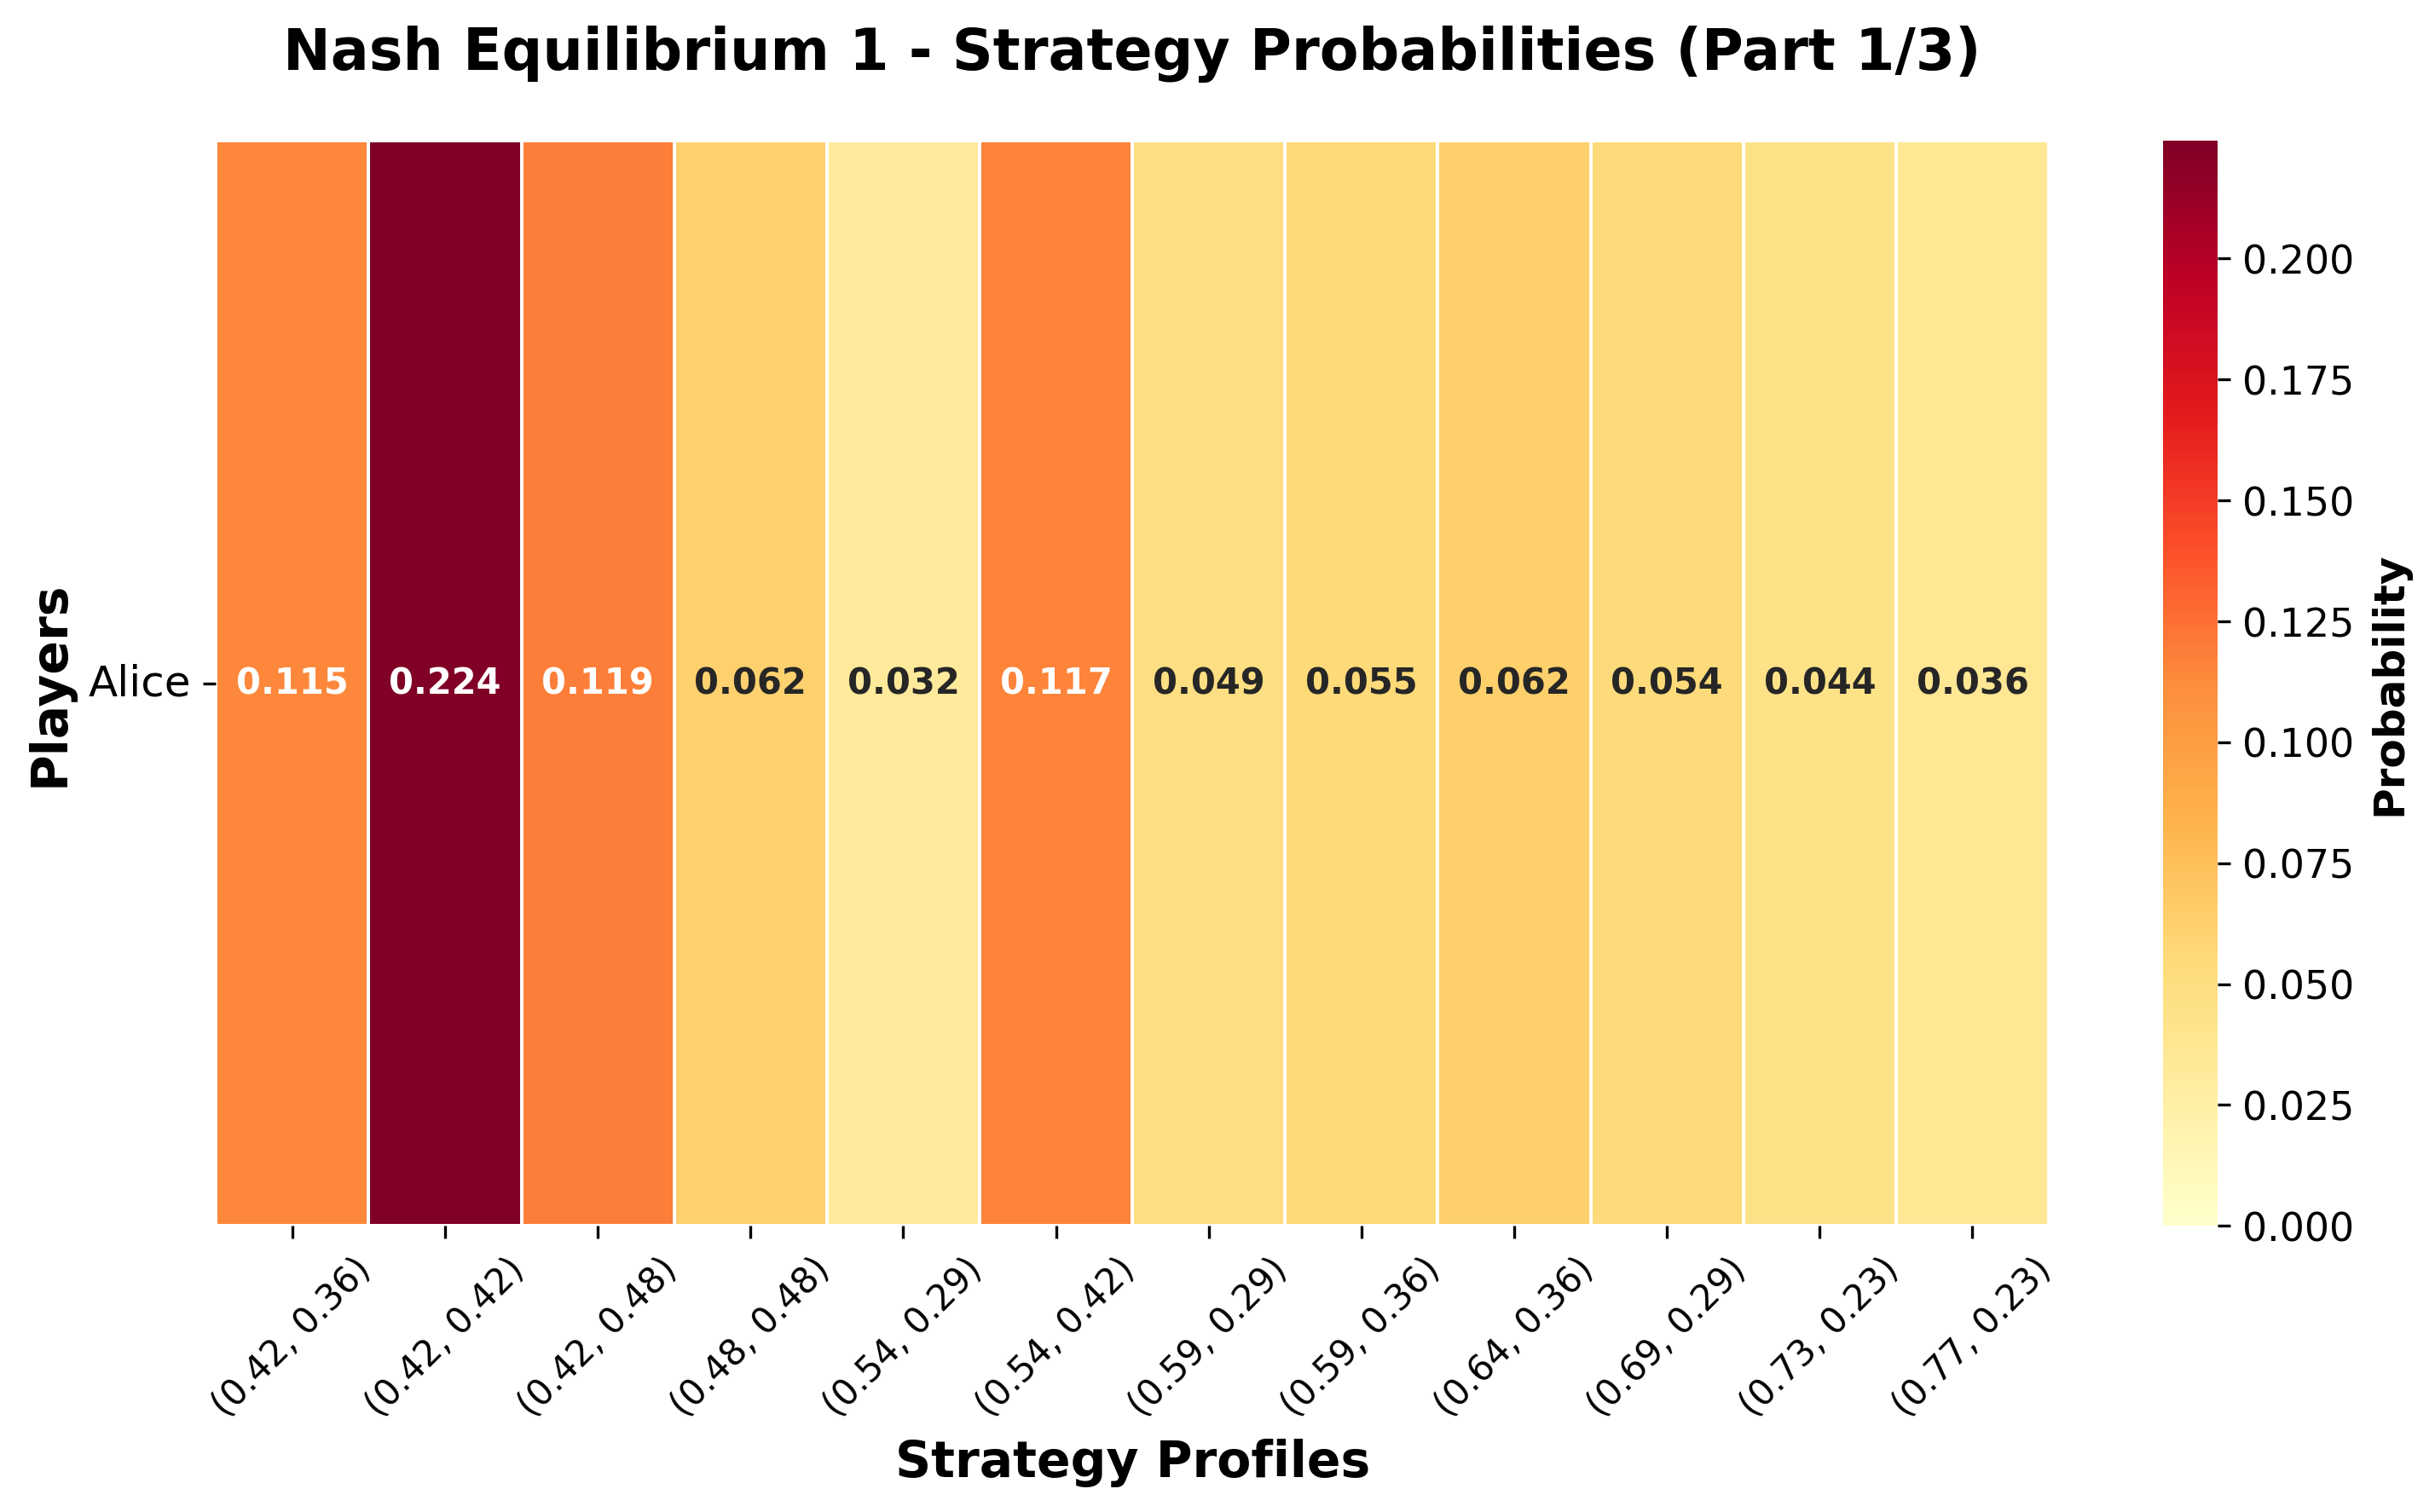 Nash Equilibrium 1 - Strategy Probabilities (Part 1/3)
Players
Alice
0.115 0.224 0.119 0.062 0.032 0.117 0.049 0.055 0.062 0.054 0.044 0.036
(0.42, 0.36) (0.42, 0.42) (0.42, 0.48) (0.48, 0.48) (0.54, 0.29) (0.54, 0.42) (0.59, 0.29) (0.59, 0.36) (0.64, 0.36) (0.69, 0.29) (0.73, 0.23) (0.77, 0.23)
Strategy Profiles
0.200
0.175
0.150
0.125
0.100
0.075
0.050
0.025
0.000
Probability